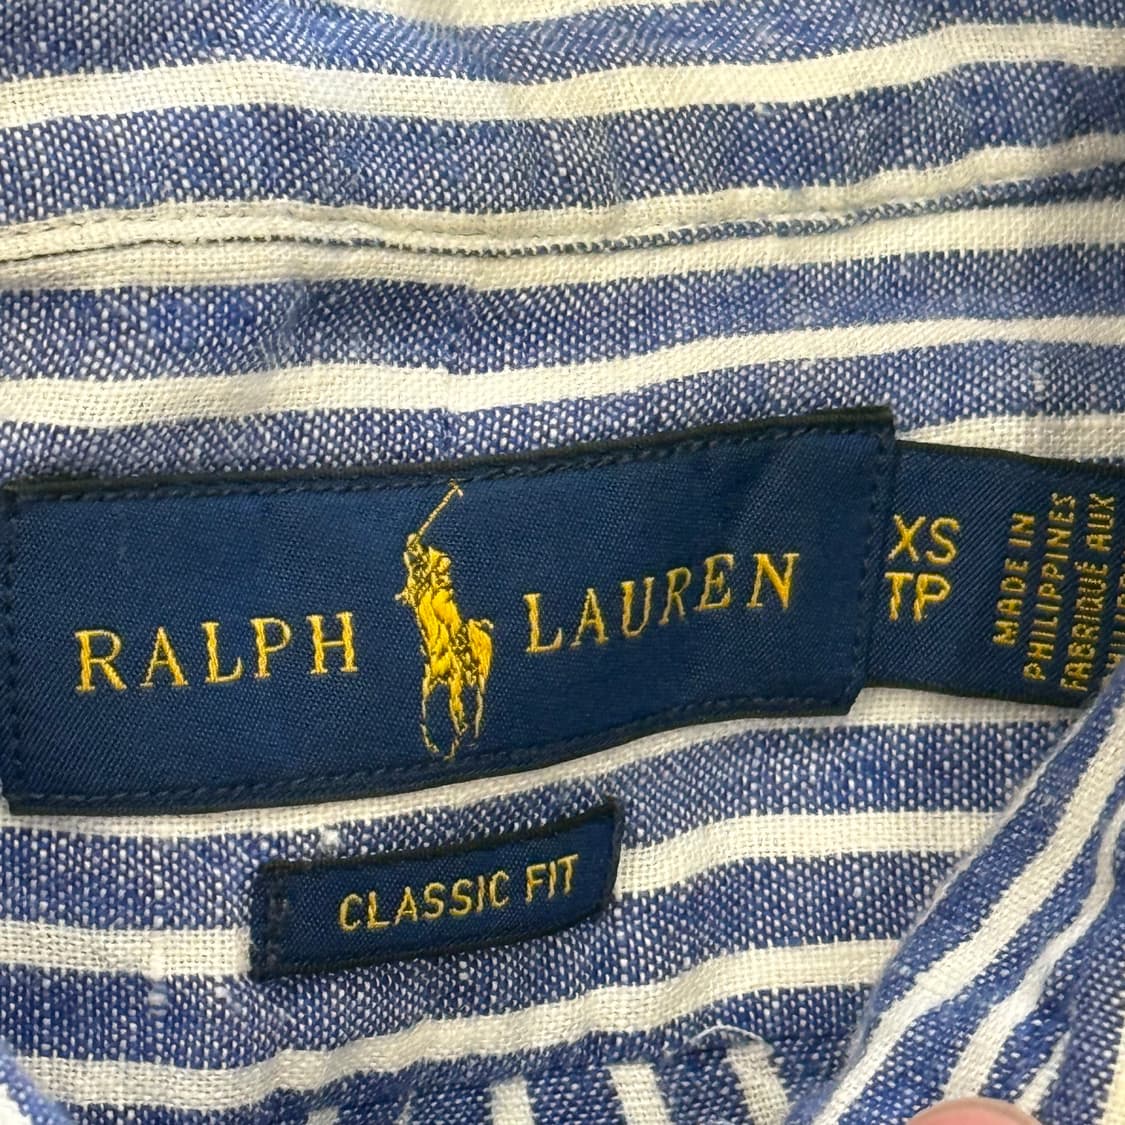 RALPH LAUREN
XS
TP
MADE IN
PHILIPPINES
FABRIQUÉ AUX
CLASSIC FIT